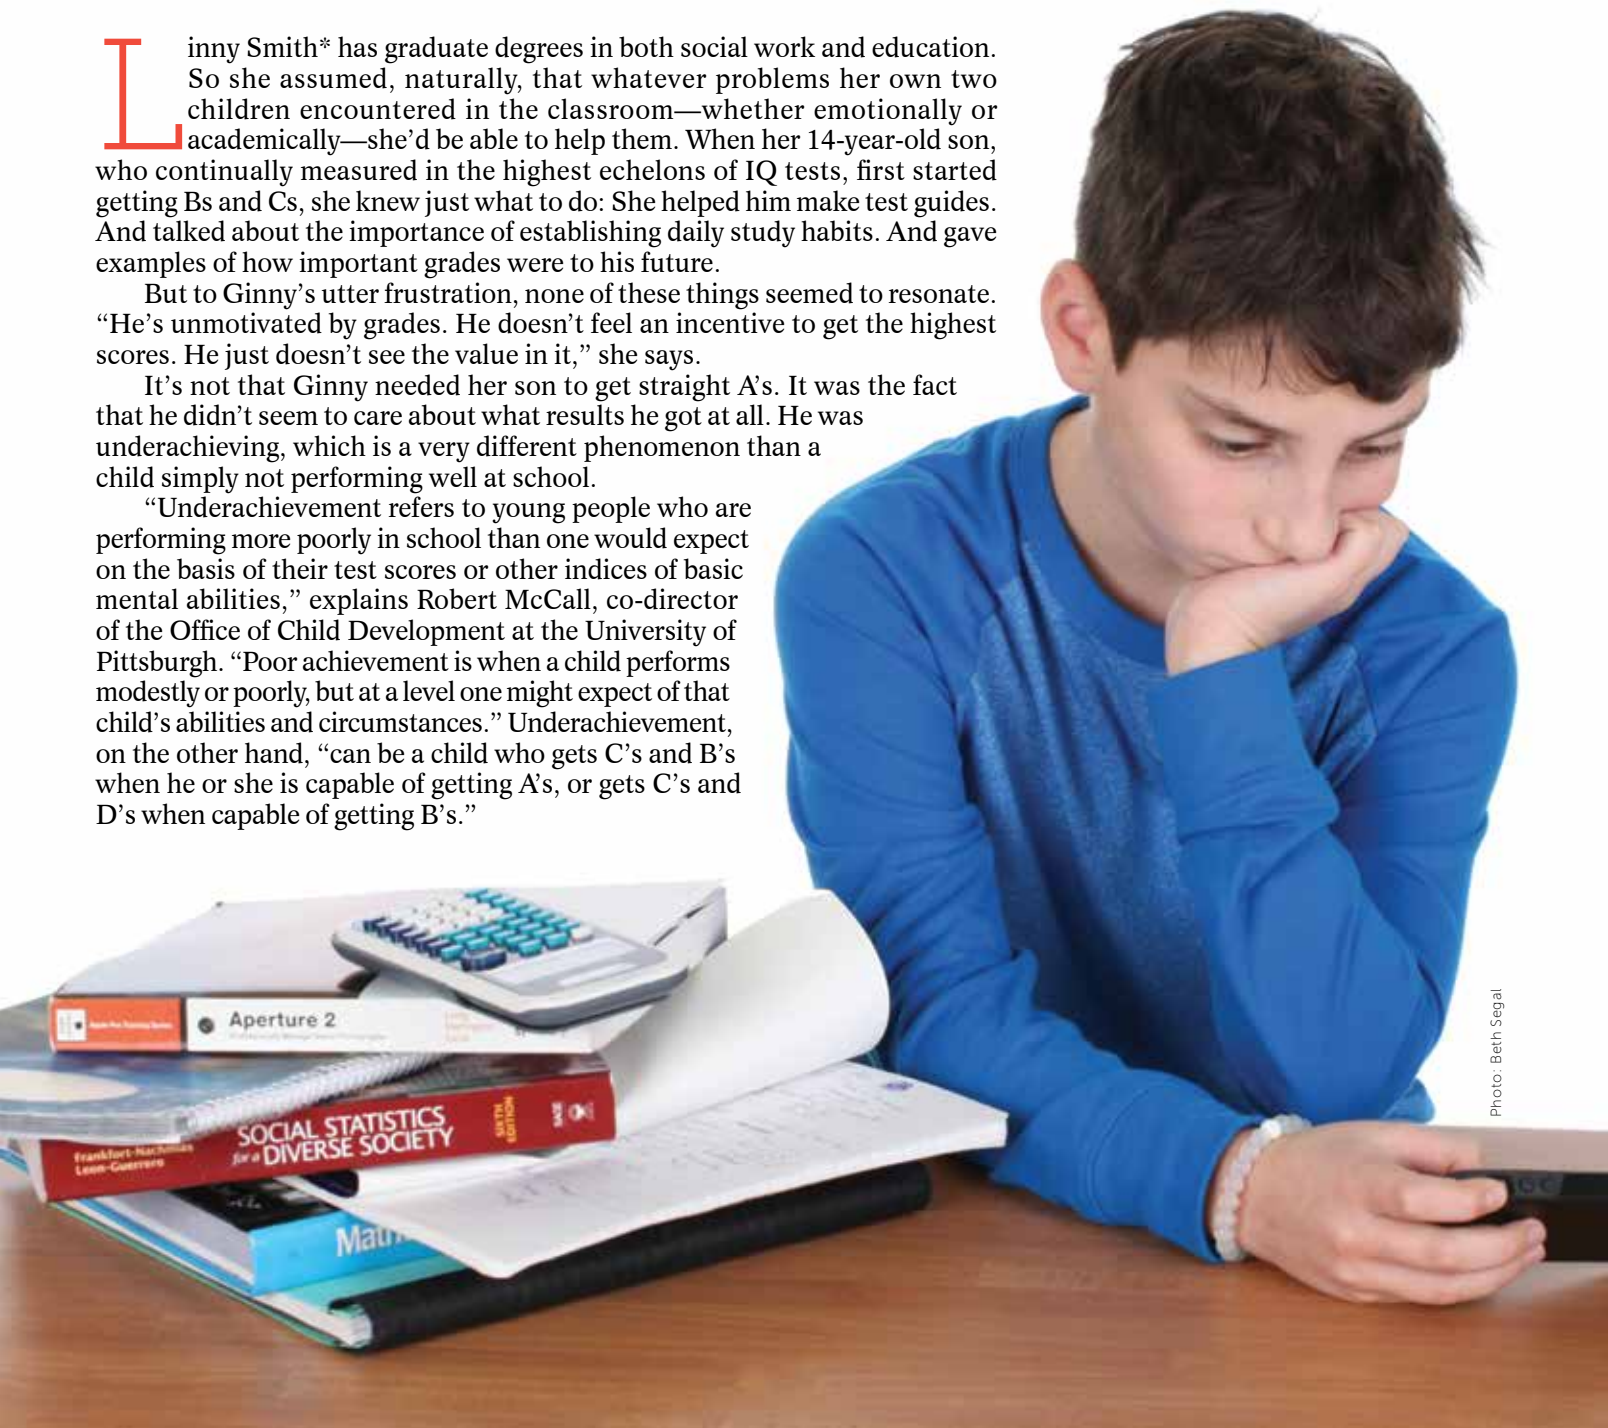 Linny Smith* has graduate degrees in both social work and education.
So she assumed, naturally, that whatever problems her own two
children encountered in the classroom—whether emotionally or
academically—she’d be able to help them. When her 14-year-old son,
who continually measured in the highest echelons of IQ tests, first started
getting Bs and Cs, she knew just what to do: She helped him make test guides.
And talked about the importance of establishing daily study habits. And gave
examples of how important grades were to his future.
But to Ginny’s utter frustration, none of these things seemed to resonate.
“He’s unmotivated by grades. He doesn’t feel an incentive to get the highest
scores. He just doesn’t see the value in it,” she says.
It’s not that Ginny needed her son to get straight A’s. It was the fact
that he didn’t seem to care about what results he got at all. He was
underachieving, which is a very different phenomenon than a
child simply not performing well at school.
“Underachievement refers to young people who are
performing more poorly in school than one would expect
on the basis of their test scores or other indices of basic
mental abilities,” explains Robert McCall, co-director
of the Office of Child Development at the University of
Pittsburgh. “Poor achievement is when a child performs
modestly or poorly, but at a level one might expect of that
child’s abilities and circumstances.” Underachievement,
on the other hand, “can be a child who gets C’s and B’s
when he or she is capable of getting A’s, or gets C’s and
D’s when capable of getting B’s.”
Aperture 2
Frankfort-Nachmias
Leon-Guerrero
SOCIAL STATISTICS
for a DIVERSE SOCIETY
SIXTH
EDITION
SAGE
Photo: Beth Segal